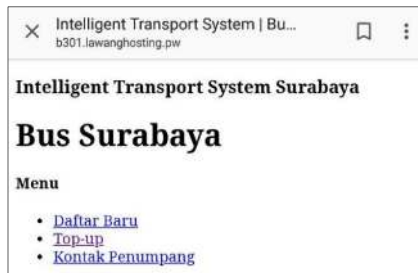 Intelligent Transport System | Bu...
b301.lawanghosting.pw
Intelligent Transport System Surabaya
Bus Surabaya
Menu
Daftar Baru
Top-up
Kontak Penumpang